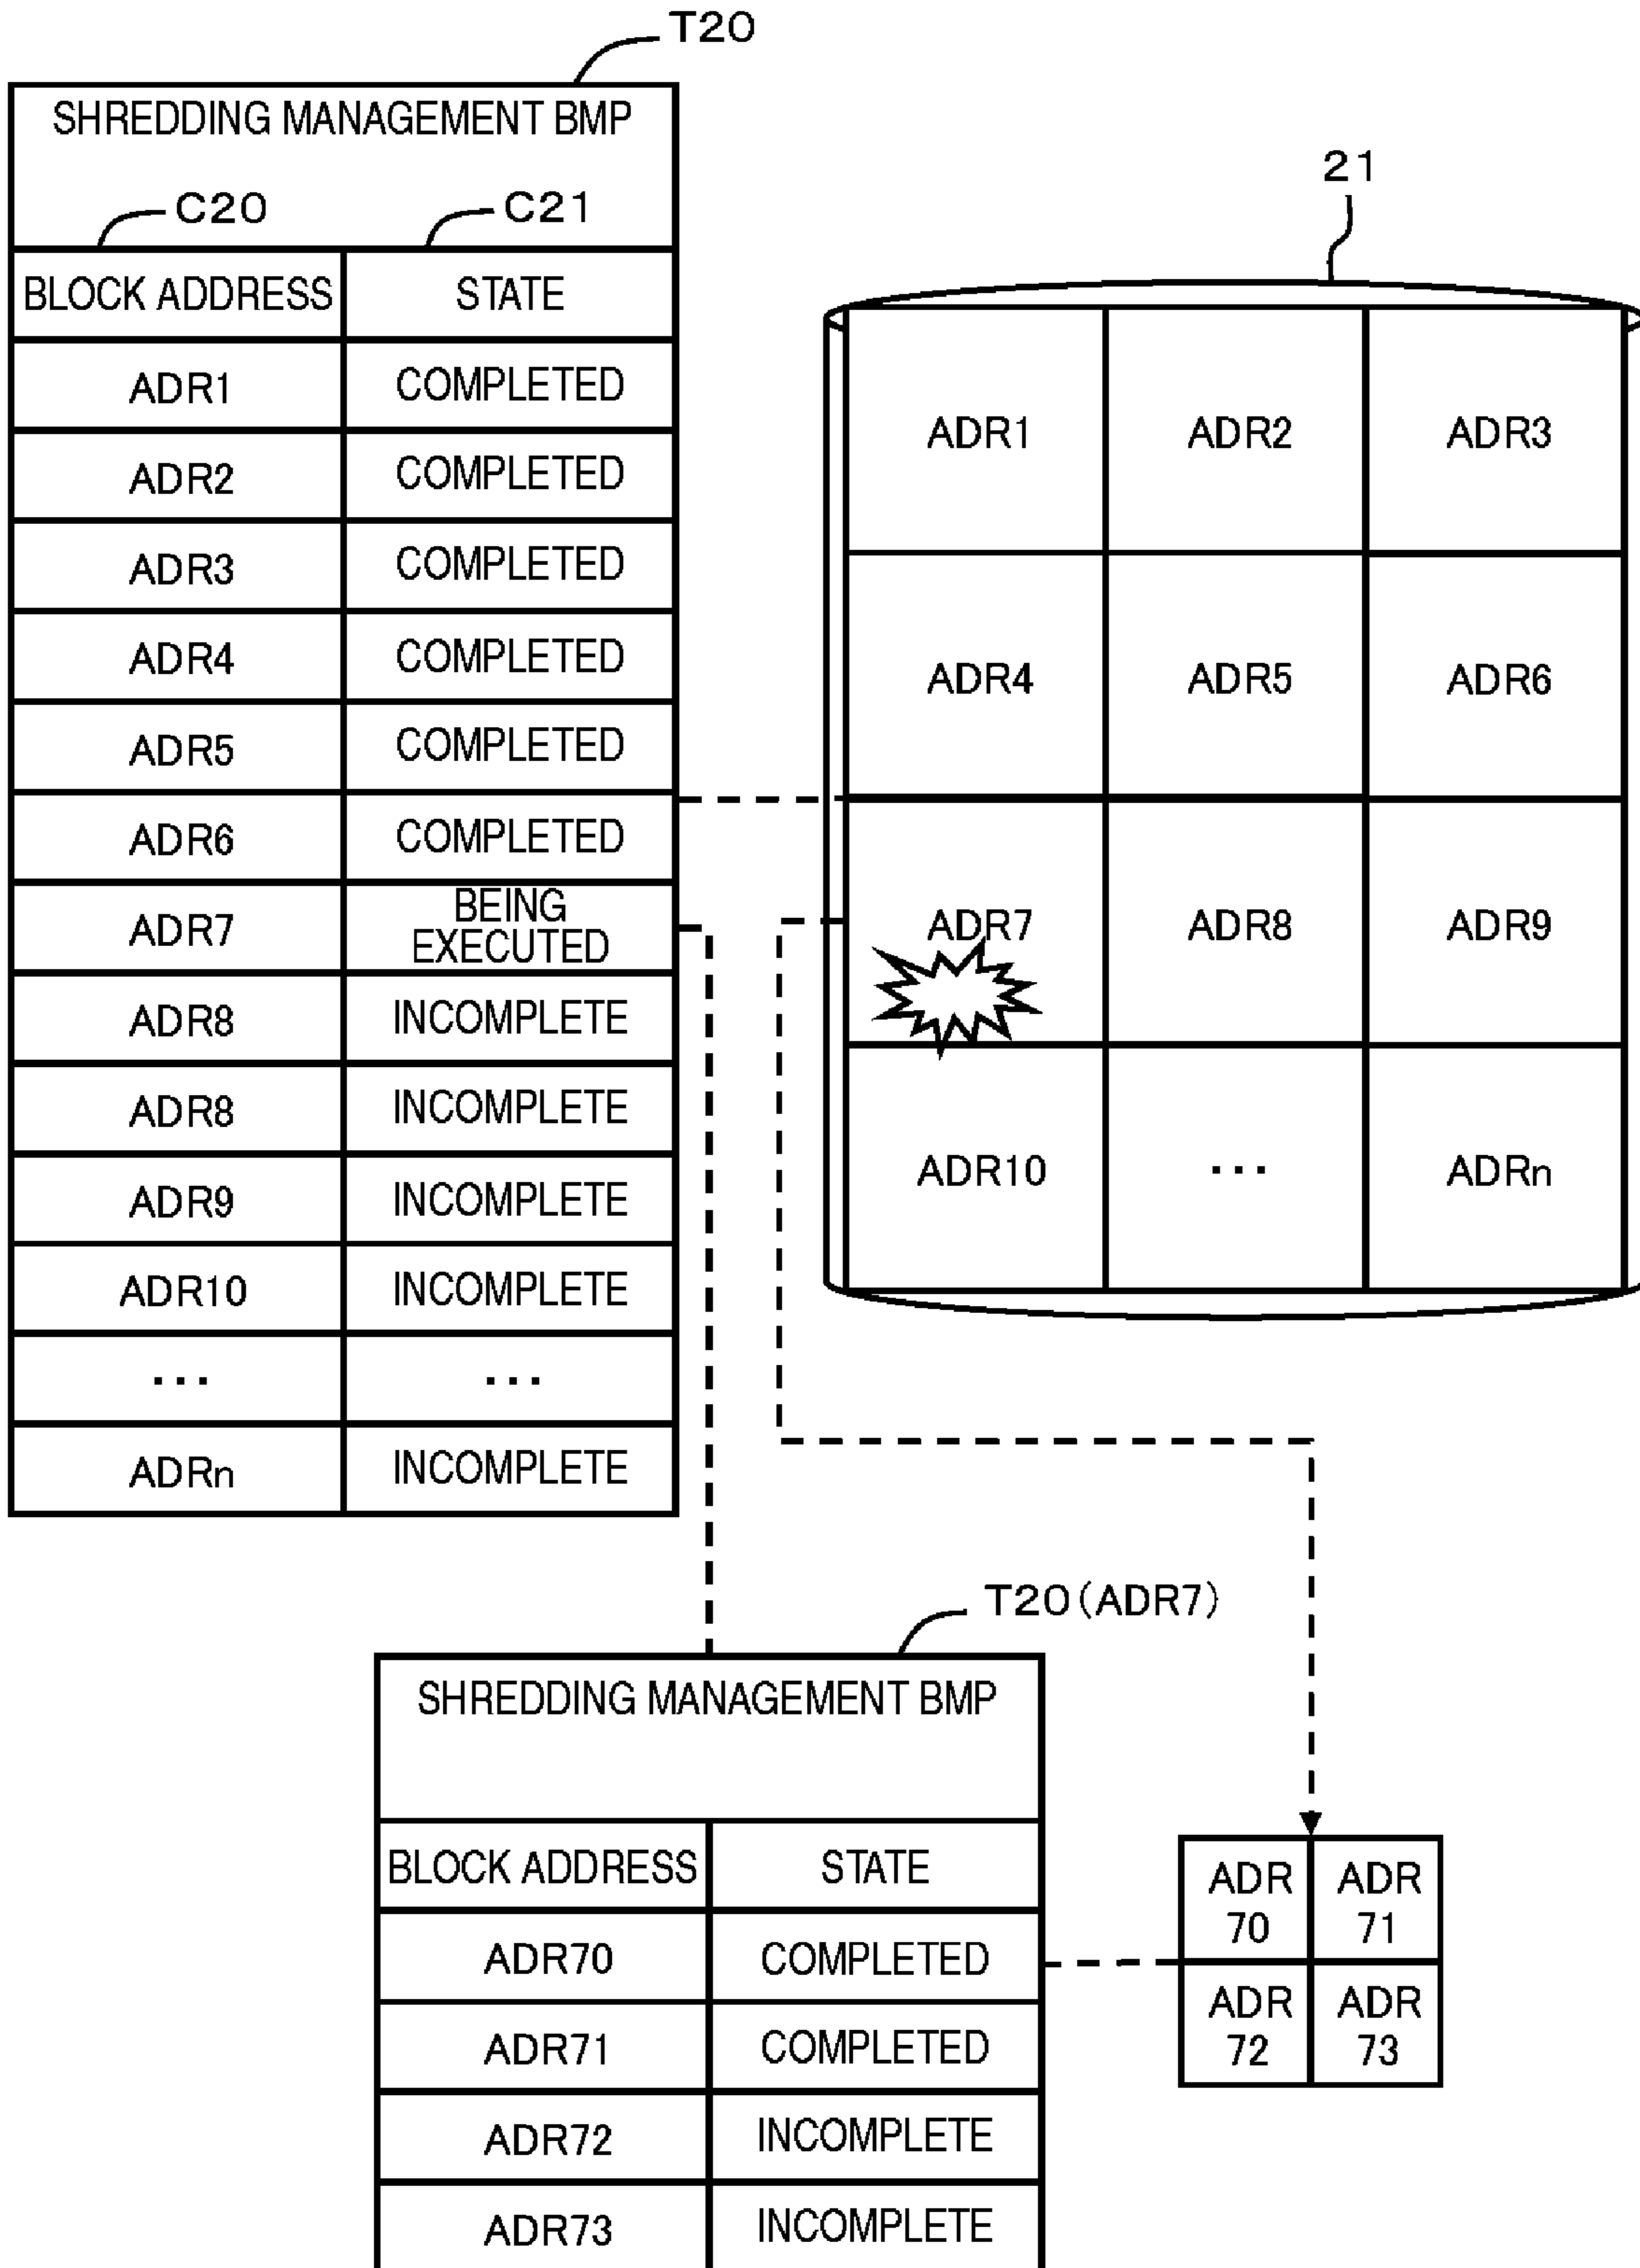 T20
SHREDDING MANAGEMENT BMP
C20 C21
BLOCK ADDRESS STATE
ADR1 COMPLETED
ADR2 COMPLETED
ADR3 COMPLETED
ADR4 COMPLETED
ADR5 COMPLETED
ADR6 COMPLETED
ADR7 BEING
EXECUTED
ADR8 INCOMPLETE
ADR8 INCOMPLETE
ADR9 INCOMPLETE
ADR10 INCOMPLETE
... ...
ADRn INCOMPLETE
21
ADR1 ADR2 ADR3
ADR4 ADR5 ADR6
ADR7 ADR8 ADR9
ADR10 ... ADRn
T20(ADR7)
SHREDDING MANAGEMENT BMP
BLOCK ADDRESS STATE
ADR70 COMPLETED
ADR71 COMPLETED
ADR72 INCOMPLETE
ADR73 INCOMPLETE
ADR ADR
70 71
ADR ADR
72 73